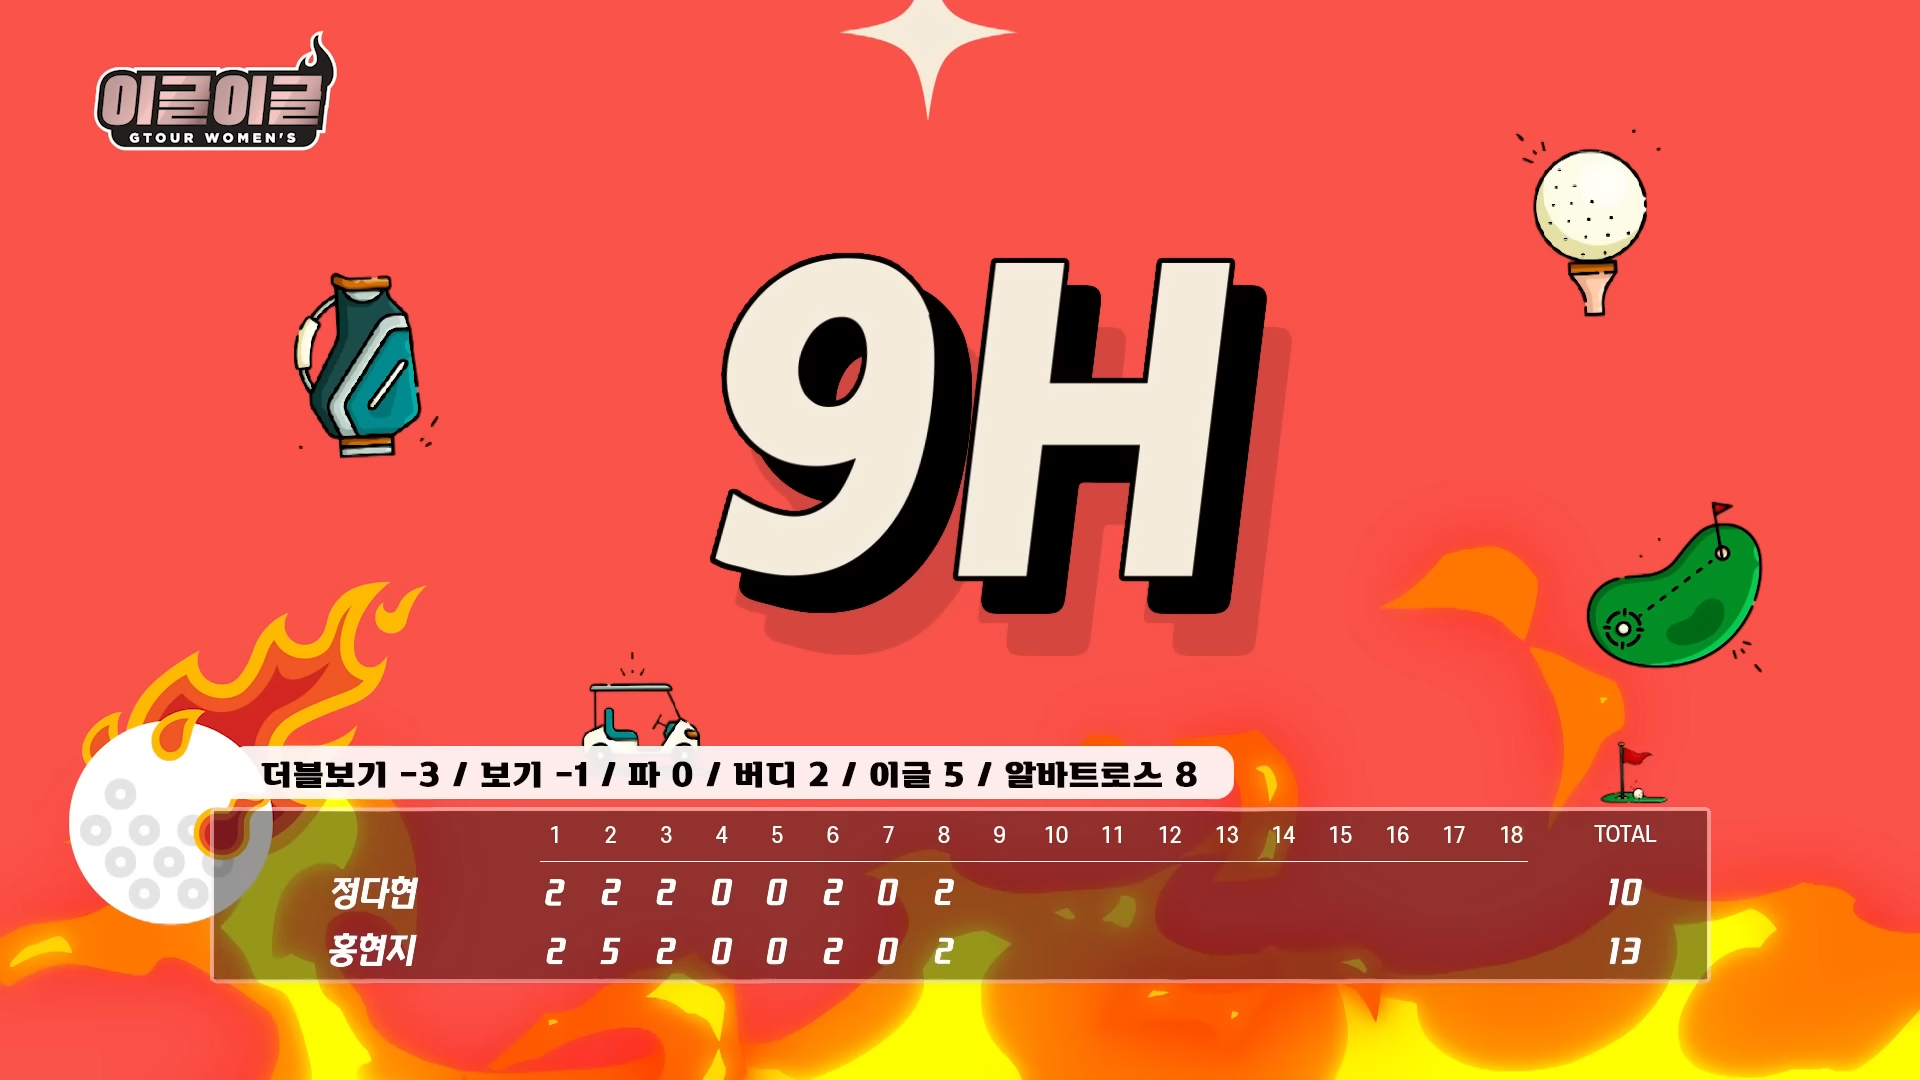 이글이글
GTOUR WOMEN'S
9H
더블보기 -3 / 보기 -1 / 파 0 / 버디 2 / 이글 5 / 알바트로스 8
1 2 3 4 5 6 7 8 9 10 11 12 13 14 15 16 17 18 TOTAL
정다현 2 2 2 0 0 2 0 2 10
홍현지 2 5 2 0 0 2 0 2 13